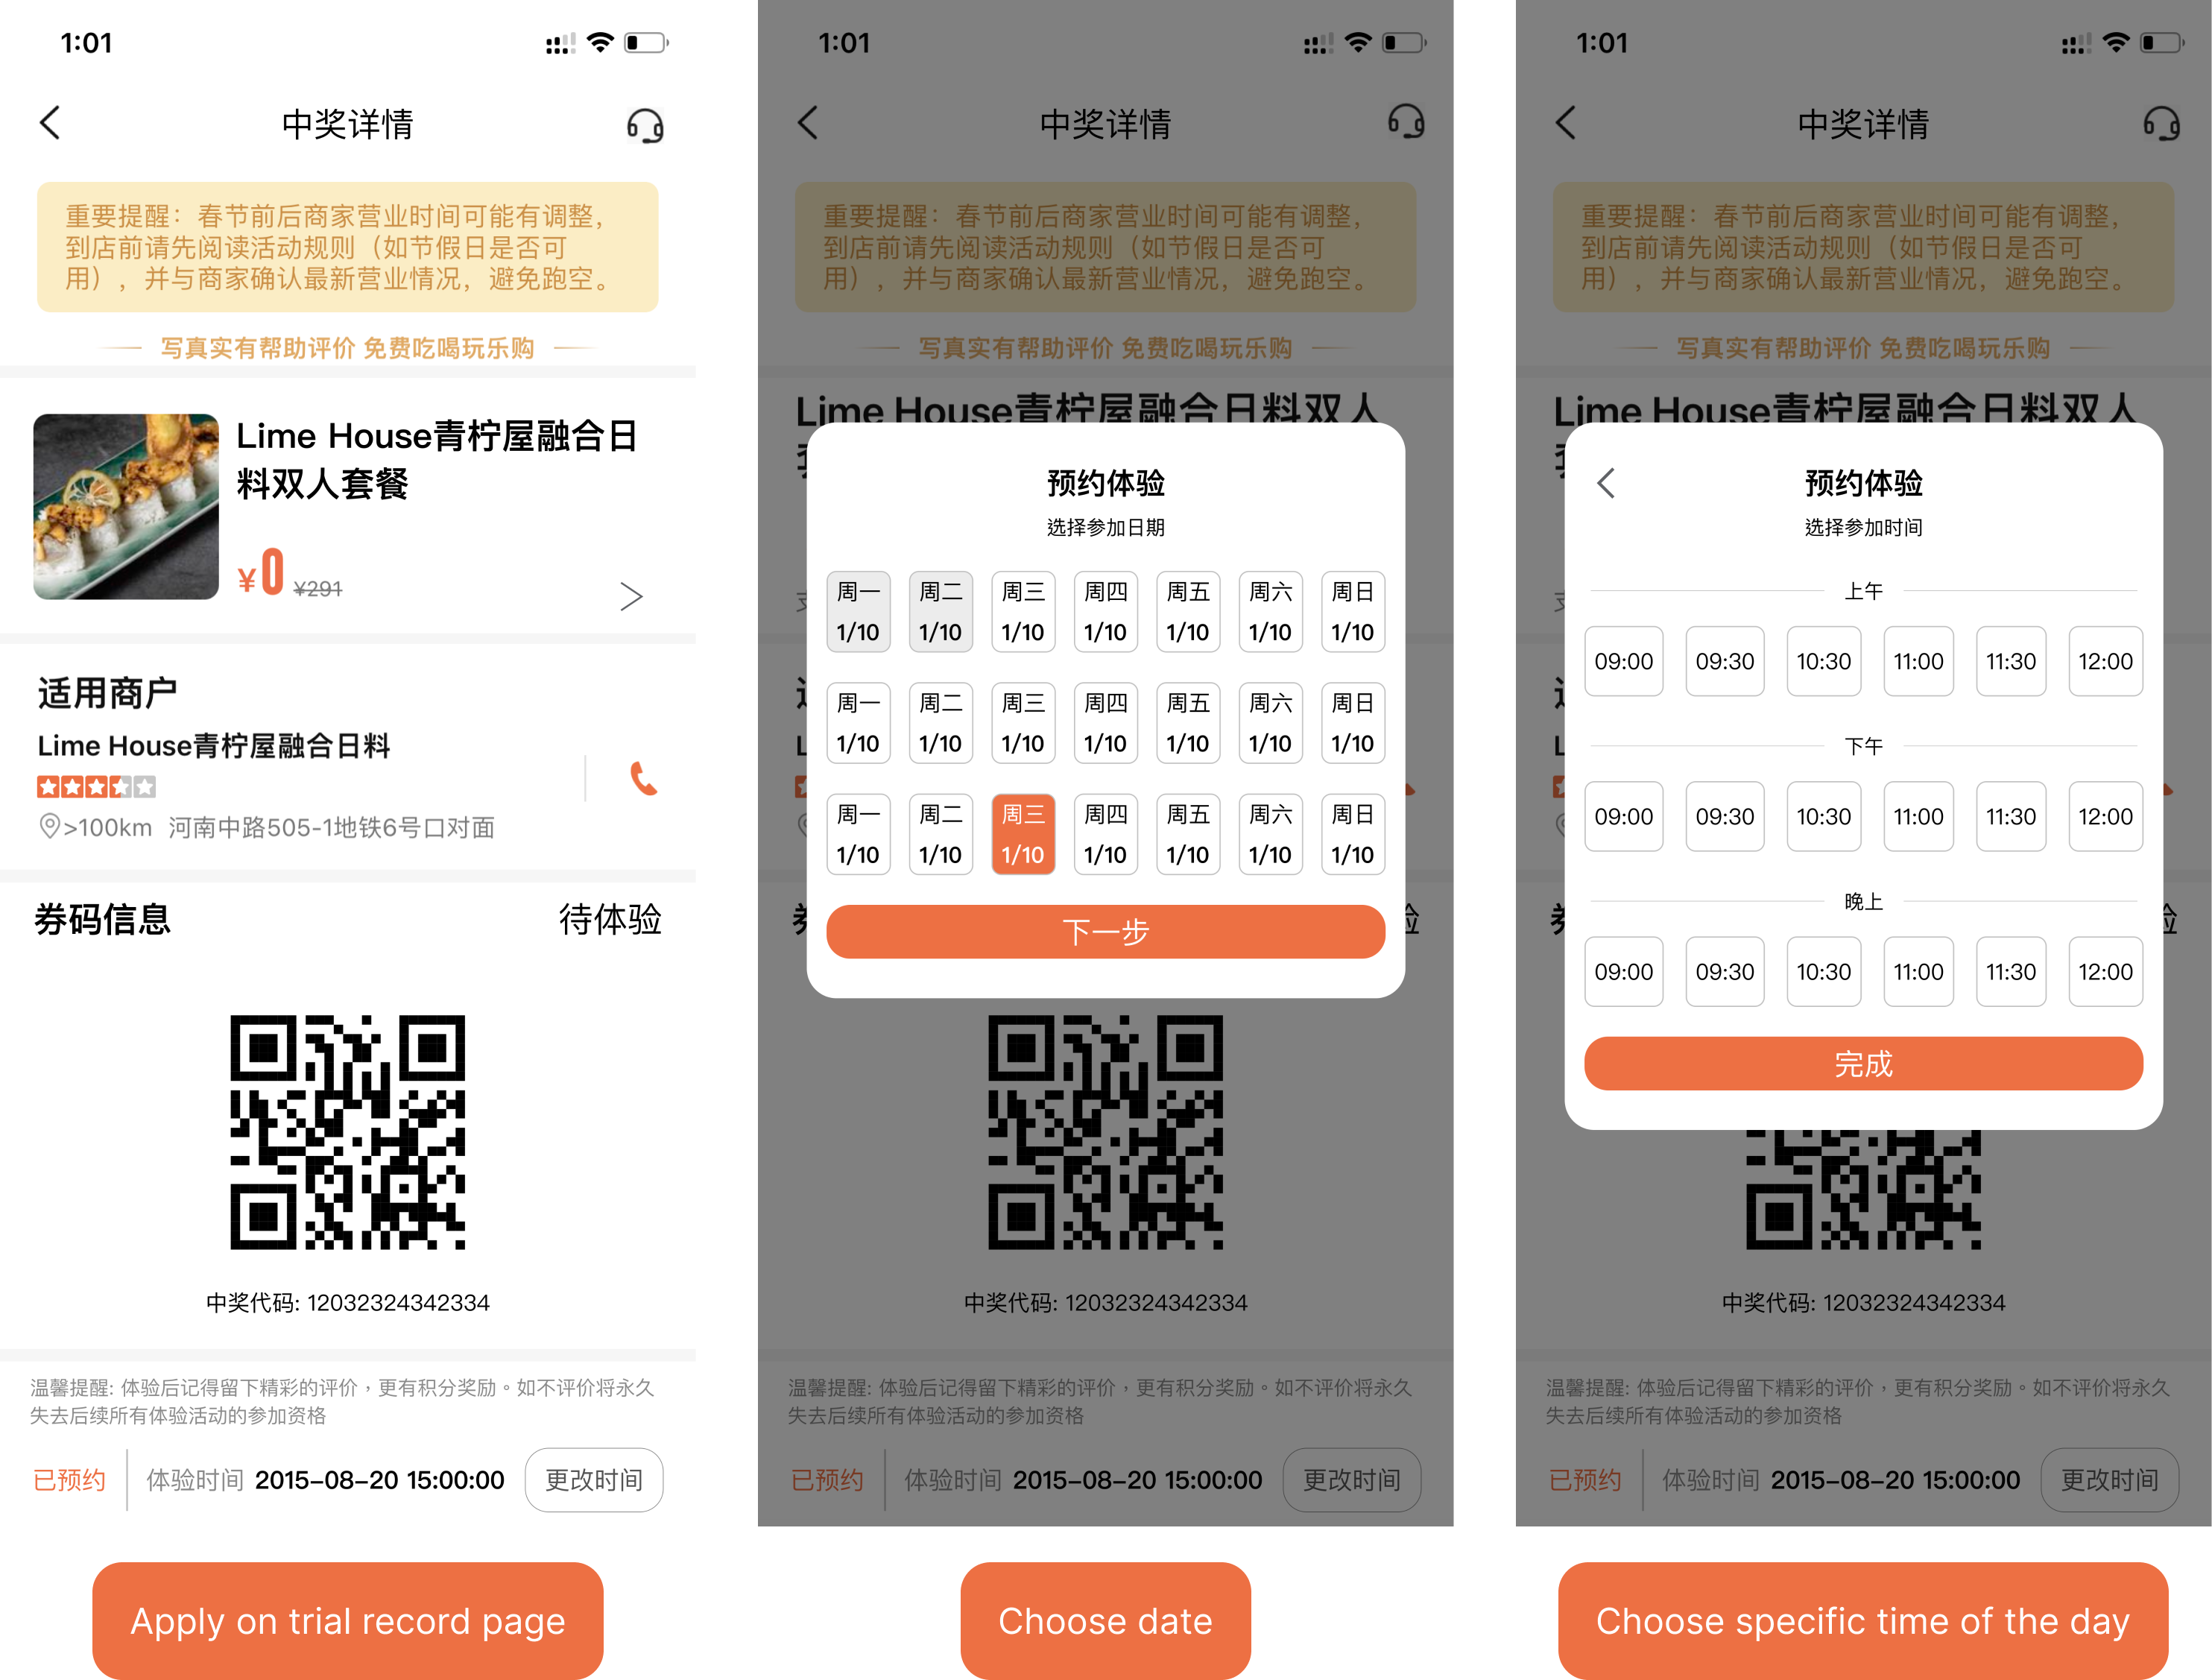 1:01
中奖详情
重要提醒：春节前后商家营业时间可能有调整，
到店前请先阅读活动规则（如节假日是否可
用），并与商家确认最新营业情况，避免跑空。
写真实有帮助评价 免费吃喝玩乐购
Lime House青柠屋融合日
料双人套餐
¥0 ¥291
适用商户
Lime House青柠屋融合日料
>100km 河南中路505-1地铁6号口对面
券码信息 待体验
中奖代码: 12032324342334
温馨提醒: 体验后记得留下精彩的评价，更有积分奖励。如不评价将永久
失去后续所有体验活动的参加资格
已预约 体验时间 2015-08-20 15:00:00 更改时间
Apply on trial record page
1:01
中奖详情
重要提醒：春节前后商家营业时间可能有调整，
到店前请先阅读活动规则（如节假日是否可
用），并与商家确认最新营业情况，避免跑空。
写真实有帮助评价 免费吃喝玩乐购
Lime House青柠屋融合日料双人
预约体验
选择参加日期
周一 周二 周三 周四 周五 周六 周日
1/10 1/10 1/10 1/10 1/10 1/10 1/10
周一 周二 周三 周四 周五 周六 周日
1/10 1/10 1/10 1/10 1/10 1/10 1/10
周一 周二 周三 周四 周五 周六 周日
1/10 1/10 1/10 1/10 1/10 1/10 1/10
下一步
中奖代码: 12032324342334
温馨提醒: 体验后记得留下精彩的评价，更有积分奖励。如不评价将永久
失去后续所有体验活动的参加资格
已预约 体验时间 2015-08-20 15:00:00 更改时间
Choose date
1:01
中奖详情
重要提醒：春节前后商家营业时间可能有调整，
到店前请先阅读活动规则（如节假日是否可
用），并与商家确认最新营业情况，避免跑空。
写真实有帮助评价 免费吃喝玩乐购
Lime House青柠屋融合日料双人
预约体验
选择参加时间
上午
09:00 09:30 10:30 11:00 11:30 12:00
下午
09:00 09:30 10:30 11:00 11:30 12:00
晚上
09:00 09:30 10:30 11:00 11:30 12:00
完成
中奖代码: 12032324342334
温馨提醒: 体验后记得留下精彩的评价，更有积分奖励。如不评价将永久
失去后续所有体验活动的参加资格
已预约 体验时间 2015-08-20 15:00:00 更改时间
Choose specific time of the day